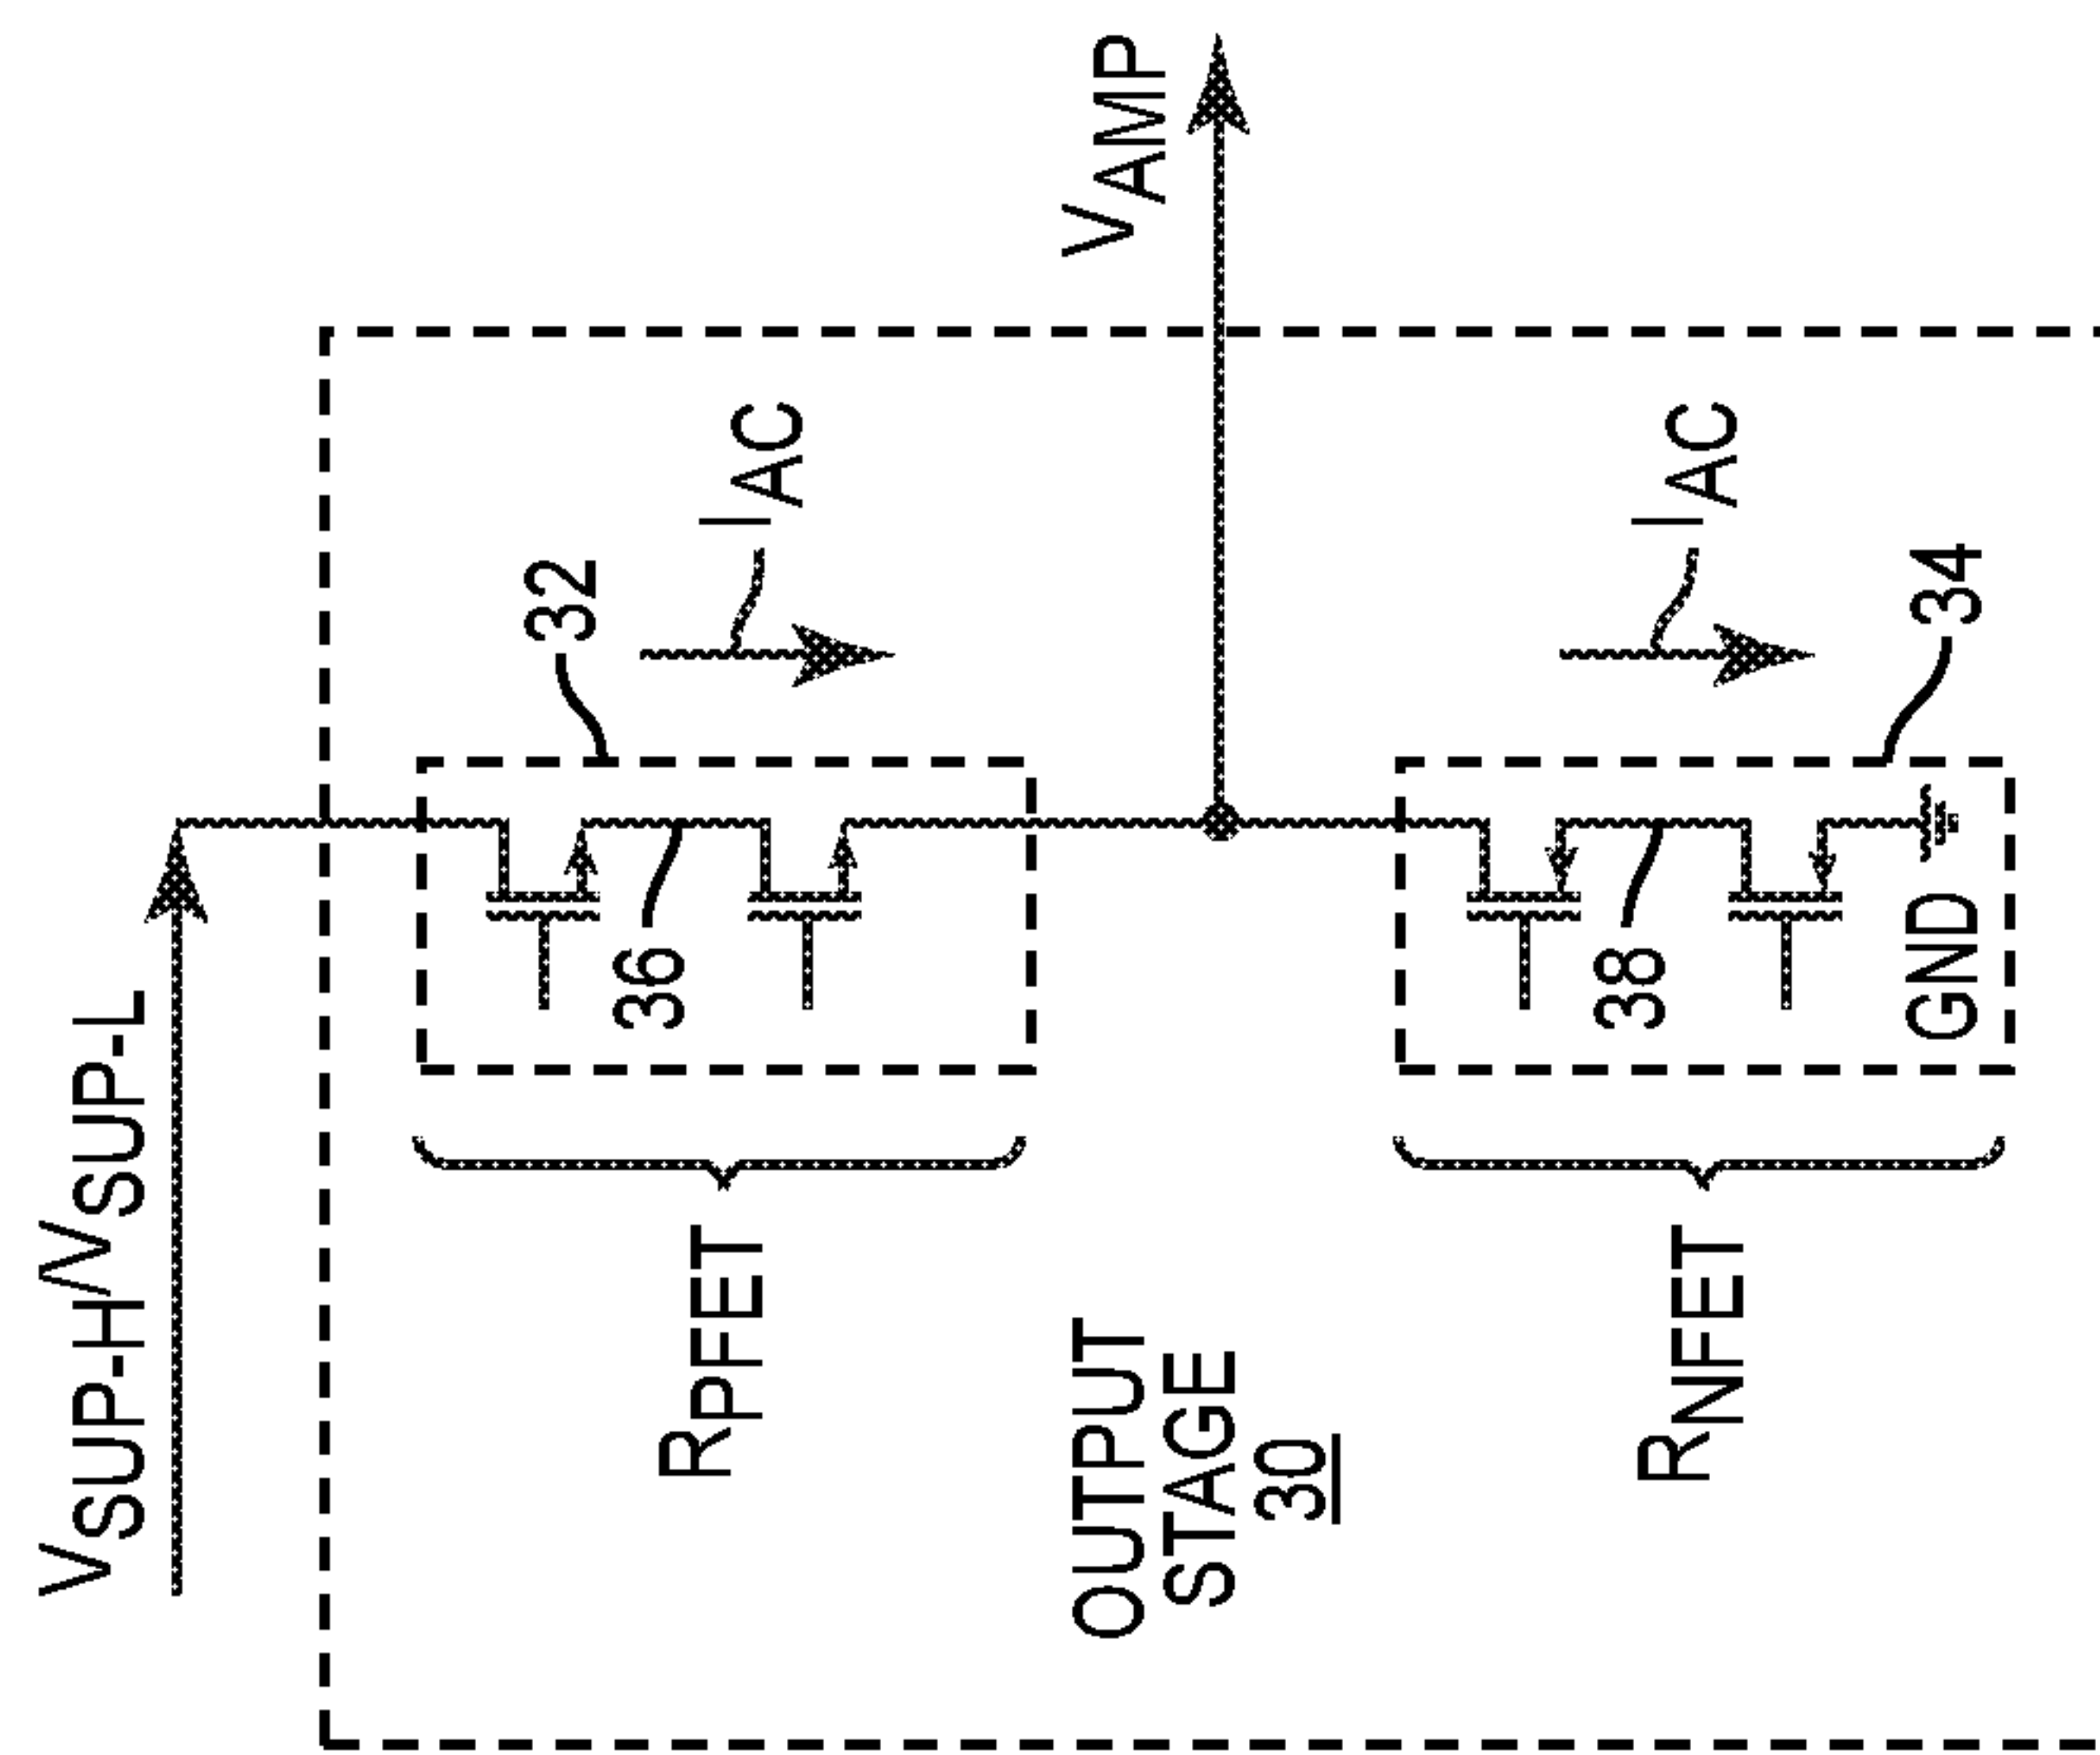 VSUP-H/VSUP-L
32
IAC
36
RPFET
VAMP
OUTPUT
STAGE
30
IAC
34
38
GND
RNFET